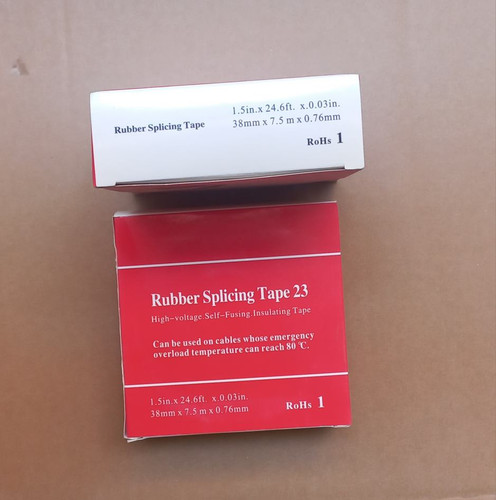 Rubber Splicing Tape
1.5in.x 24.6ft. x.0.03in.
38mm x 7.5 m x 0.76mm
RoHs 1
Rubber Splicing Tape 23
High-voltage.Self-Fusing.Insulating Tape
Can be used on cables whose emergency
overload temperature can reach 80 ℃.
1.5in.x 24.6ft. x.0.03in.
38mm x 7.5 m x 0.76mm
RoHs 1